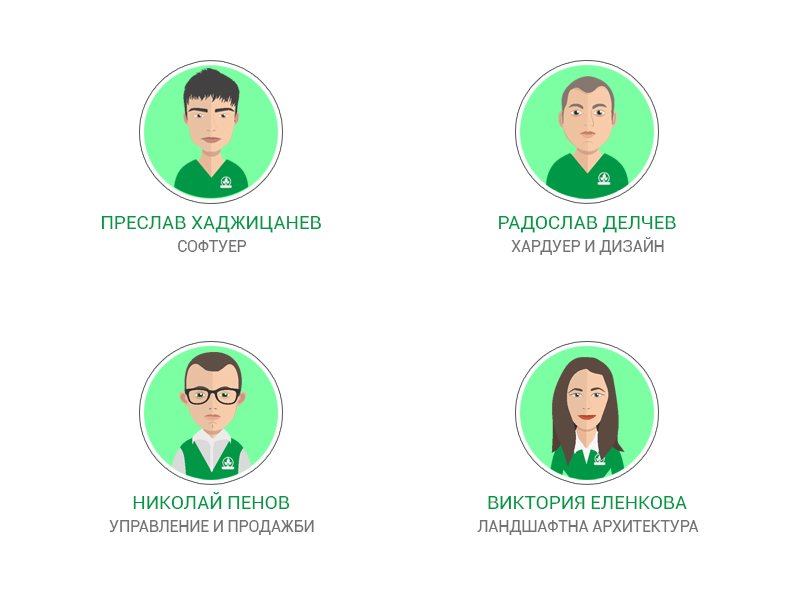 ПРЕСЛАВ ХАДЖИЦАНЕВ
СОФТУЕР
РАДОСЛАВ ДЕЛЧЕВ
ХАРДУЕР И ДИЗАЙН
НИКОЛАЙ ПЕНОВ
УПРАВЛЕНИЕ И ПРОДАЖБИ
ВИКТОРИЯ ЕЛЕНКОВА
ЛАНДШАФТНА АРХИТЕКТУРА